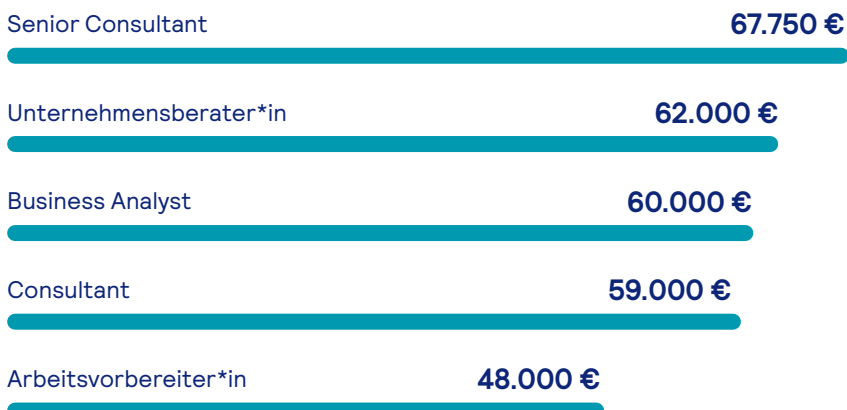 Senior Consultant 67.750 €
Unternehmensberater*in 62.000 €
Business Analyst 60.000 €
Consultant 59.000 €
Arbeitsvorbereiter*in 48.000 €